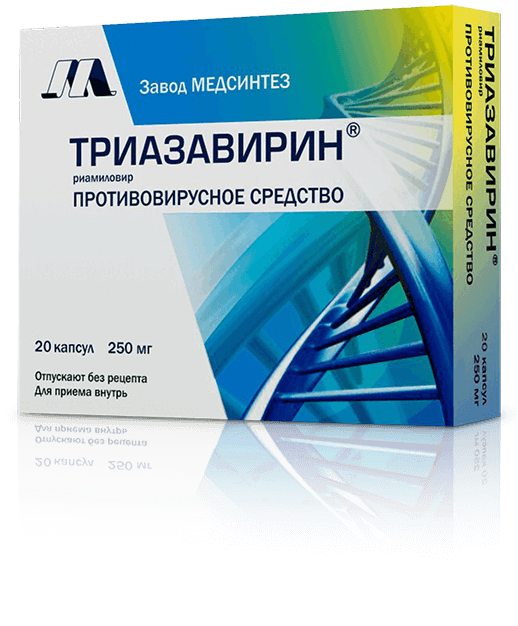 Завод МЕДСИНТЕЗ
ТРИАЗАВИРИН®
риамиловир
ПРОТИВОВИРУСНОЕ СРЕДСТВО
20 капсул 250 мг
Отпускают без рецепта
Для приема внутрь
ТРИАЗАВИРИН®
риамиловир
ПРОТИВОВИРУСНОЕ СРЕДСТВО
20 капсул
250 мг